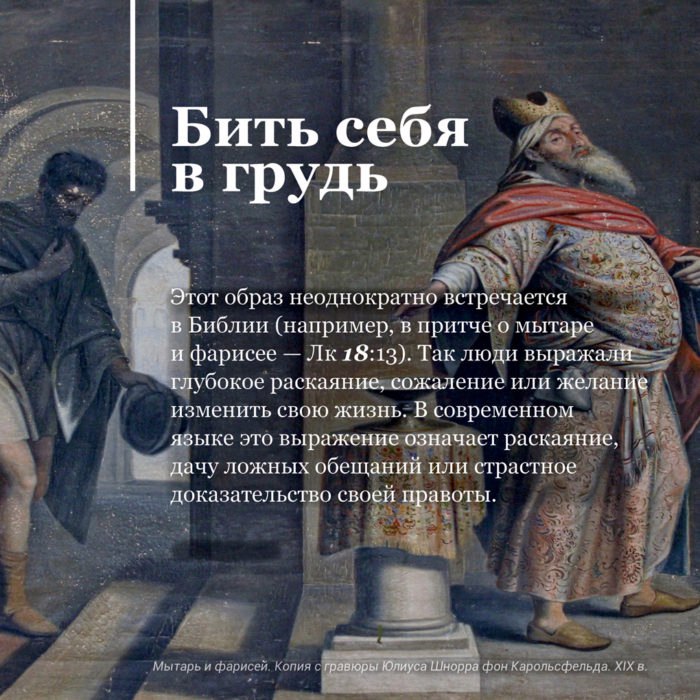 Бить себя
в грудь
Этот образ неоднократно встречается
в Библии (например, в притче о мытаре
и фарисее — Лк 18:13). Так люди выражали
глубокое раскаяние, сожаление или желание
изменить свою жизнь. В современном
языке это выражение означает раскаяние,
дачу ложных обещаний или страстное
доказательство своей правоты.
Мытарь и фарисей. Копия с гравюры Юлиуса Шнорра фон Карольсфельда. XIX в.